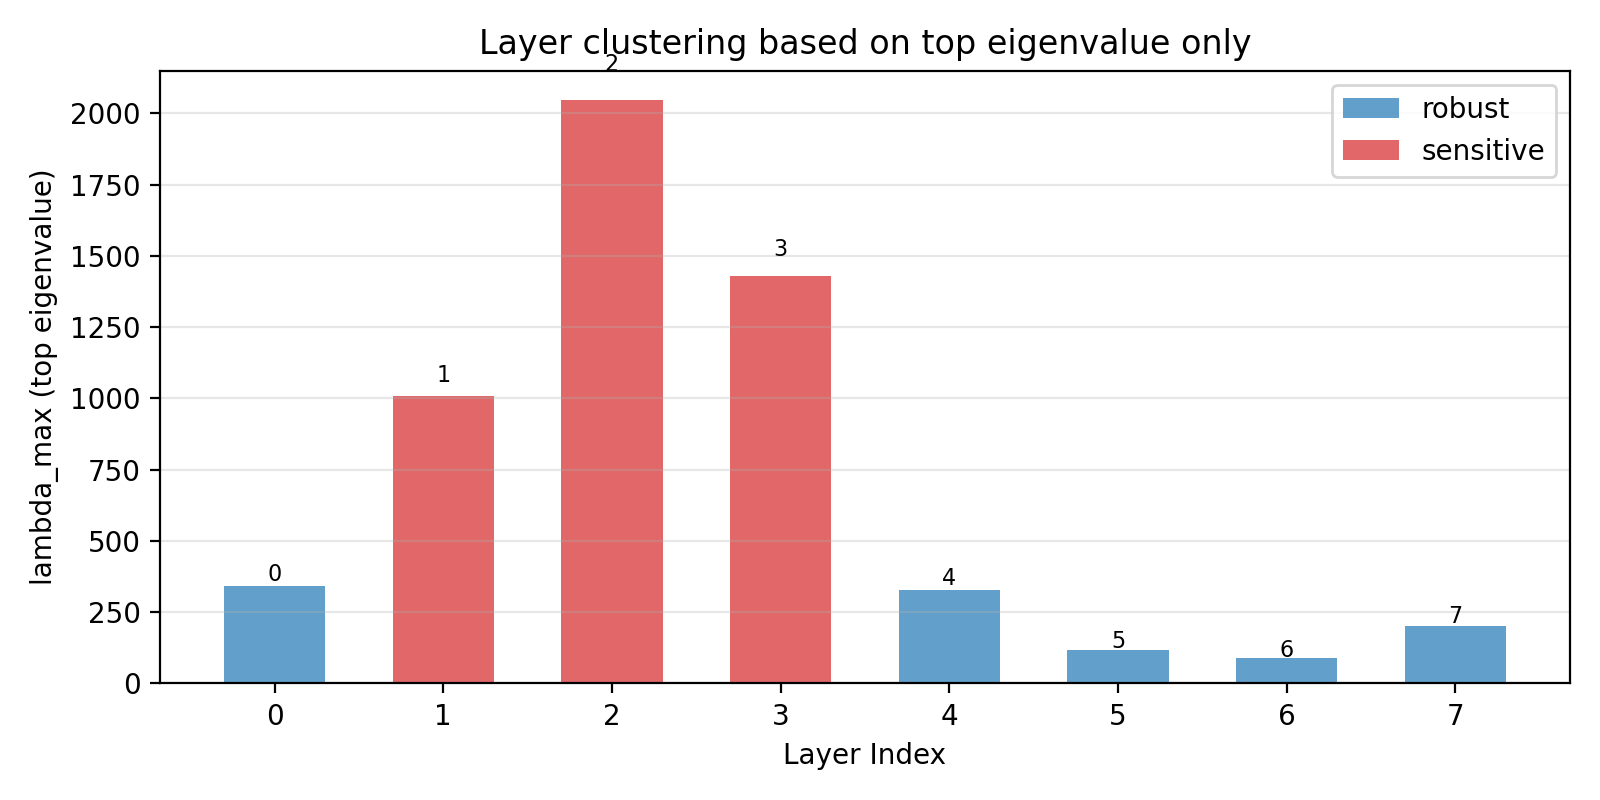 Layer clustering based on top eigenvalue only
2
robust
sensitive
2000
1750
1500
1250
1000
750
500
250
0
lambda_max (top eigenvalue)
3
1
0
4
5
6
7
0 1 2 3 4 5 6 7
Layer Index